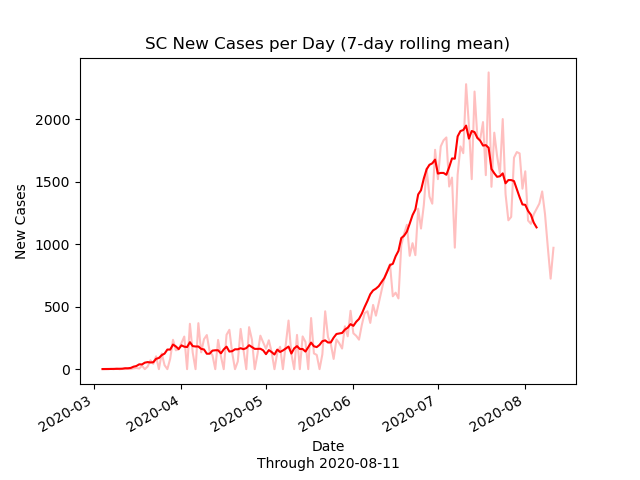 SC New Cases per Day (7-day rolling mean)
New Cases
2000
1500
1000
500
0
2020-03
2020-04
2020-05
2020-06
2020-07
2020-08
Date
Through 2020-08-11